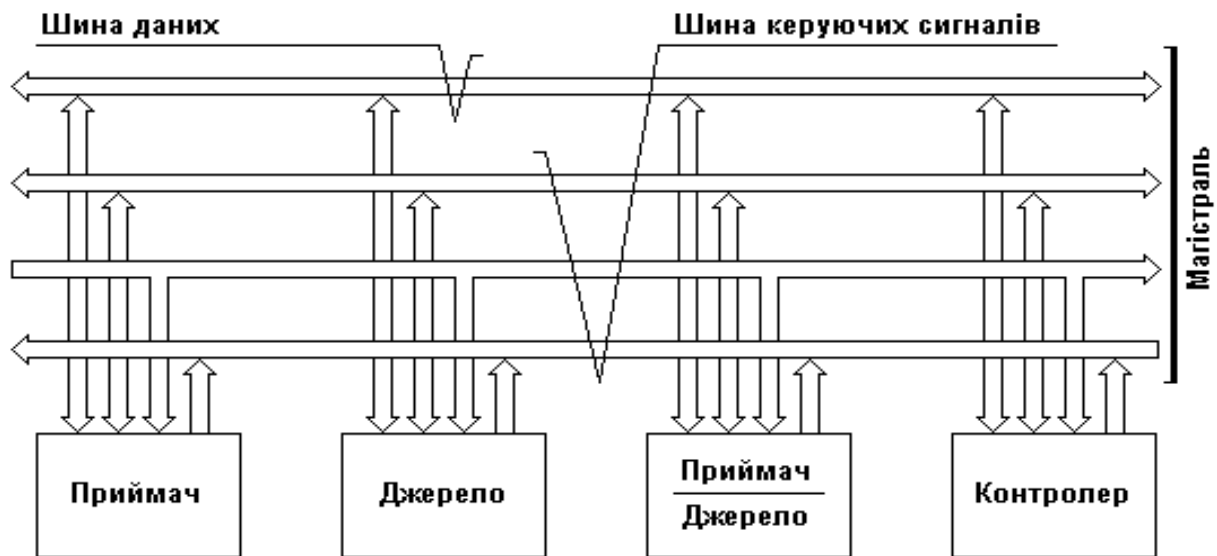 Шина даних
Шина керуючих сигналів
Магістраль
Приймач
Джерело
Приймач
Джерело
Контролер